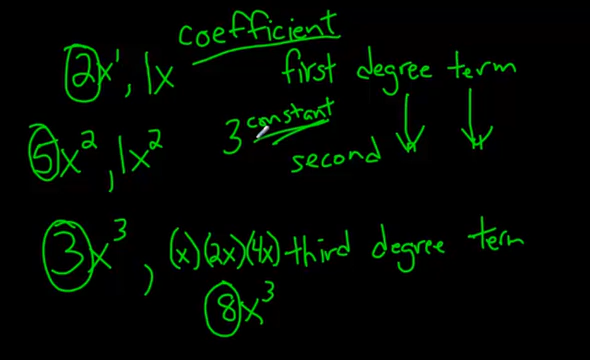 coefficient
2x¹, 1x first degree term
3 constant
5x², 1x² second
3x³, (x)(2x)(4x) third degree term
8x³